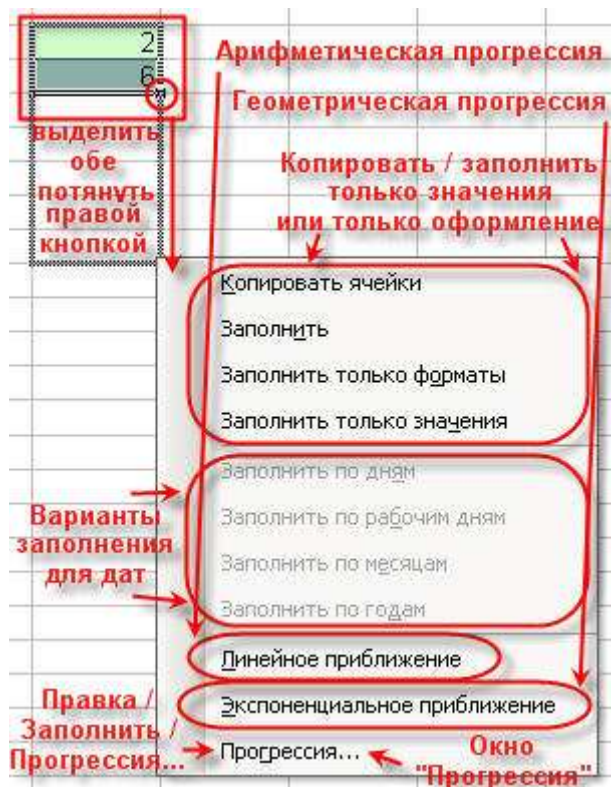 2
6
Арифметическая прогрессия
Геометрическая прогрессия
выделить
обе
потянуть
правой
кнопкой
Копировать / заполнить
только значения
или только оформление
Копировать ячейки
Заполнить
Заполнить только форматы
Заполнить только значения
Варианты
заполнения
для дат
Заполнить по дням
Заполнить по рабочим дням
Заполнить по месяцам
Заполнить по годам
Линейное приближение
Экспоненциальное приближение
Правка /
Заполнить /
Прогрессия...
Прогрессия...
Окно
"Прогрессия"